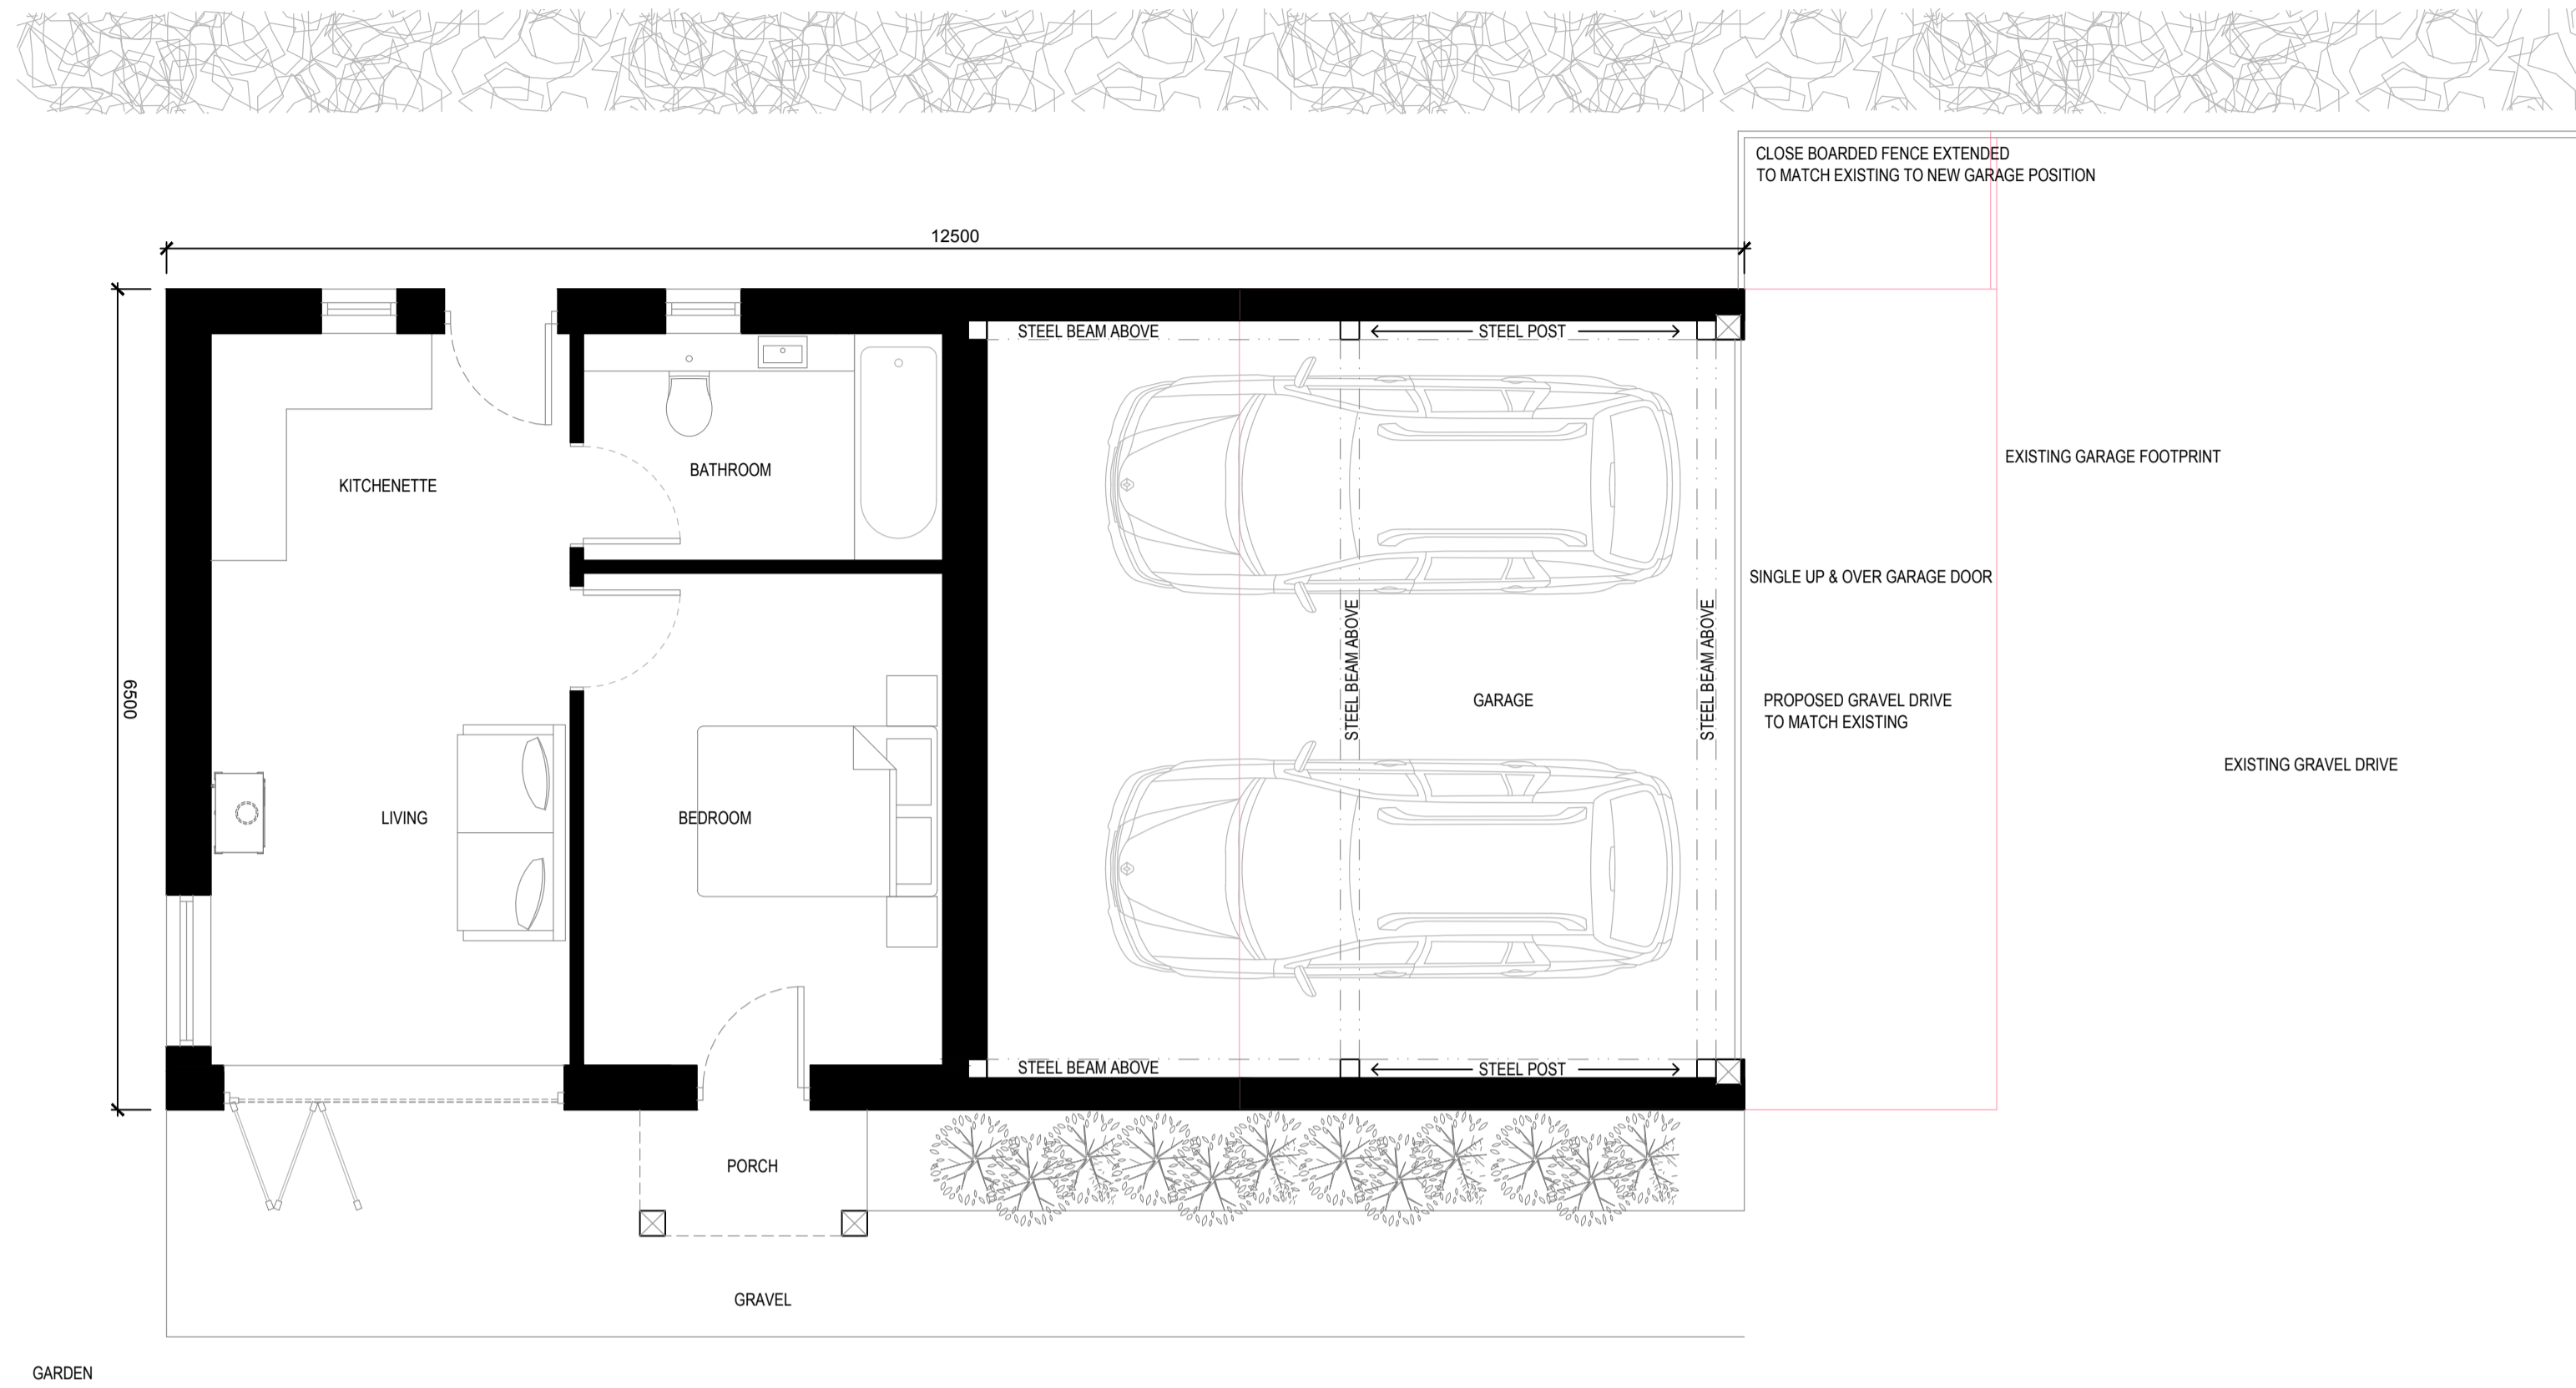 CLOSE BOARDED FENCE EXTENDED
TO MATCH EXISTING TO NEW GARAGE POSITION
12500
STEEL BEAM ABOVE
STEEL POST
EXISTING GARAGE FOOTPRINT
BATHROOM
KITCHENETTE
SINGLE UP & OVER GARAGE DOOR
6500
STEEL BEAM ABOVE
STEEL BEAM ABOVE
GARAGE
PROPOSED GRAVEL DRIVE
TO MATCH EXISTING
EXISTING GRAVEL DRIVE
LIVING
BEDROOM
STEEL BEAM ABOVE
STEEL POST
PORCH
GRAVEL
GARDEN